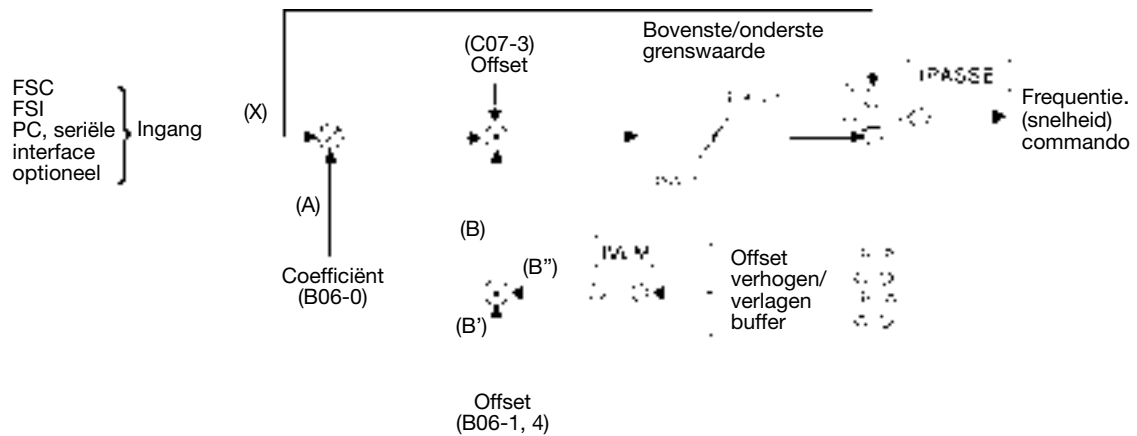 Bovenste/onderste
grenswaarde
(C07-3)
Offset
IPASSE
FSC
FSI
PC, seriële
interface
optioneel
Ingang
(X)
Frequentie.
(snelheid)
commando
(A)
(B)
Coefficiënt
(B06-0)
(B")
(B')
Offset
verhogen/
verlagen
buffer
Offset
(B06-1, 4)